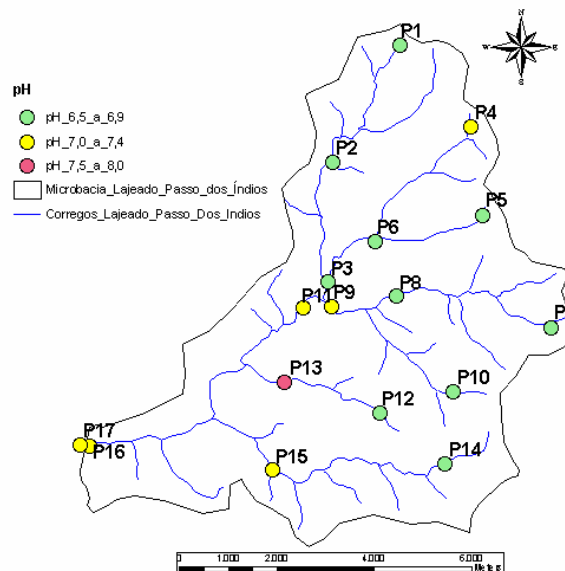 N
W
E
S
pH
pH_6,5_a_6,9
pH_7,0_a_7,4
pH_7,5_a_8,0
Microbacia_Lajeado_Passo_dos_Índios
Corregos_Lajeado_Passo_Dos_Indios
P1
P4
P2
P5
P6
P3
P8
P11
P9
P
P13
P10
P12
P17
P16
P15
P14
0 1.000 2.000 4.000 6.000
Meters